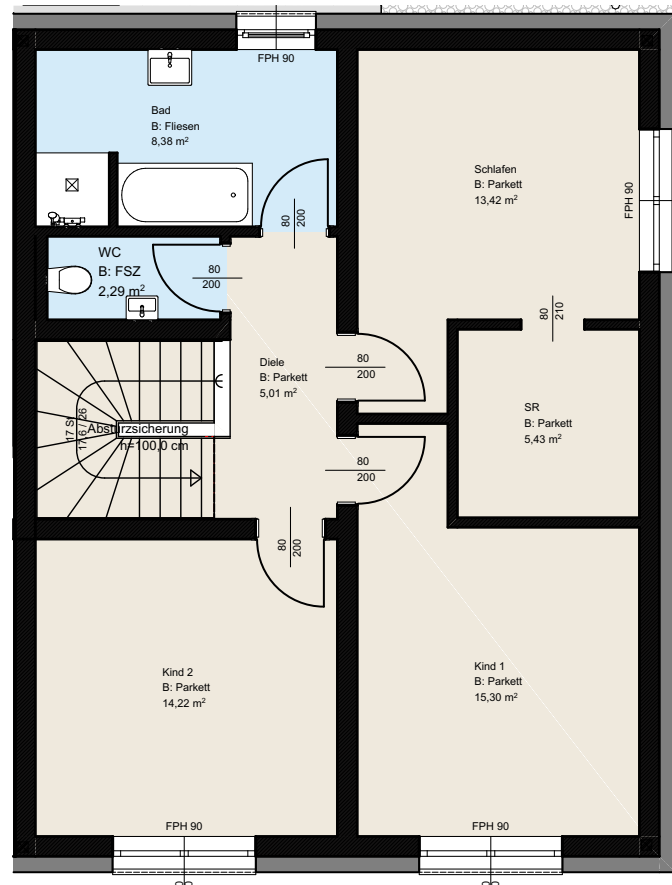 FPH 90
Bad
B: Fliesen
8,38 m²
Schlafen
B: Parkett
13,42 m²
FPH 90
80
200
WC
B: FSZ
2,29 m²
80
200
80
210
Diele
B: Parkett
5,01 m²
80
200
SR
B: Parkett
5,43 m²
17 St
17,6 / 26
Absturzsicherung
h=100,0 cm
80
200
80
200
Kind 2
B: Parkett
14,22 m²
Kind 1
B: Parkett
15,30 m²
FPH 90
FPH 90